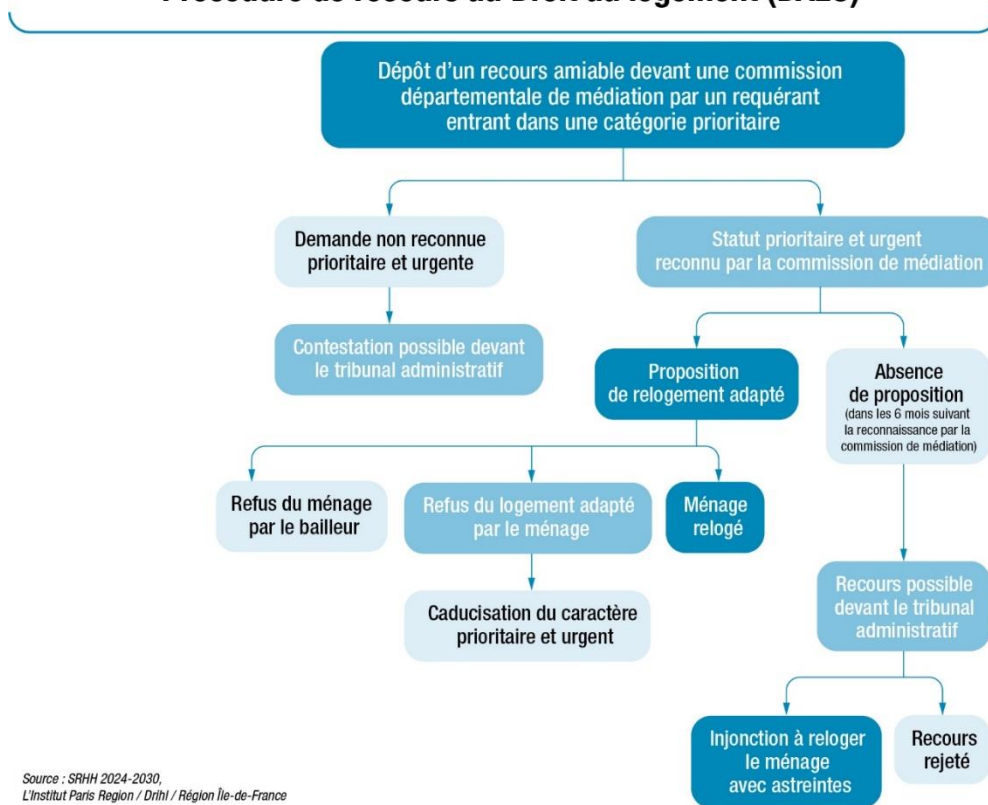 Dépôt d'un recours amiable devant une commission
départementale de médiation par un requérant
entrant dans une catégorie prioritaire
Demande non reconnue
prioritaire et urgente
Statut prioritaire et urgent
reconnu par la commission de médiation
Contestation possible devant
le tribunal administratif
Proposition
de relogement adapté
Absence
de proposition
(dans les 6 mois suivant
la reconnaissance par la
commission de médiation)
Refus du ménage
par le bailleur
Refus du logement adapté
par le ménage
Ménage
relogé
Caducisation du caractère
prioritaire et urgent
Recours possible
devant le tribunal
administratif
Injonction à reloger
le ménage
avec astreintes
Recours
rejeté
Source : SRHH 2024-2030,
L'Institut Paris Region / Drihl / Région Île-de-France